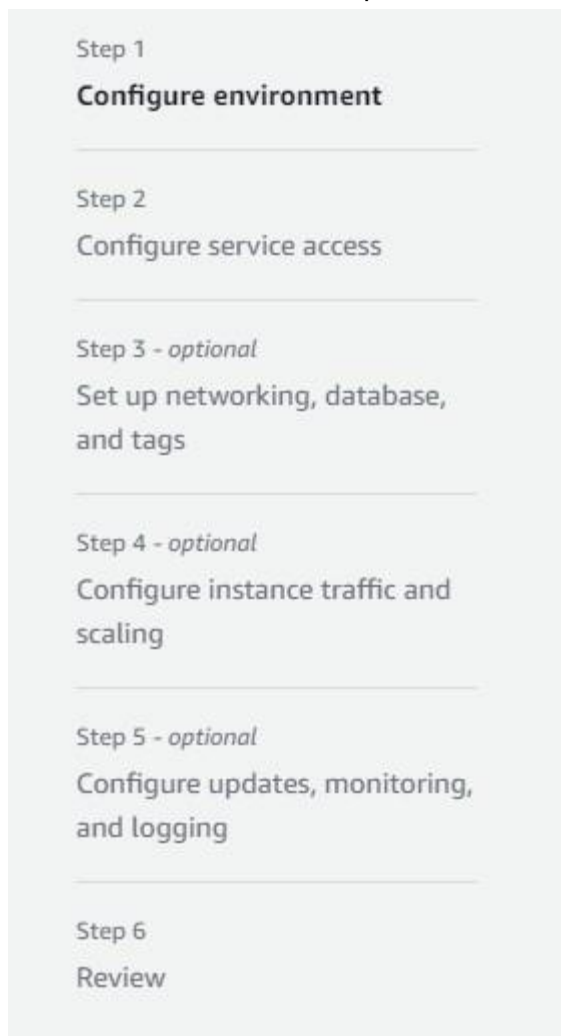 Step 1
Configure environment
Step 2
Configure service access
Step 3 - optional
Set up networking, database,
and tags
Step 4 - optional
Configure instance traffic and
scaling
Step 5 - optional
Configure updates, monitoring,
and logging
Step 6
Review